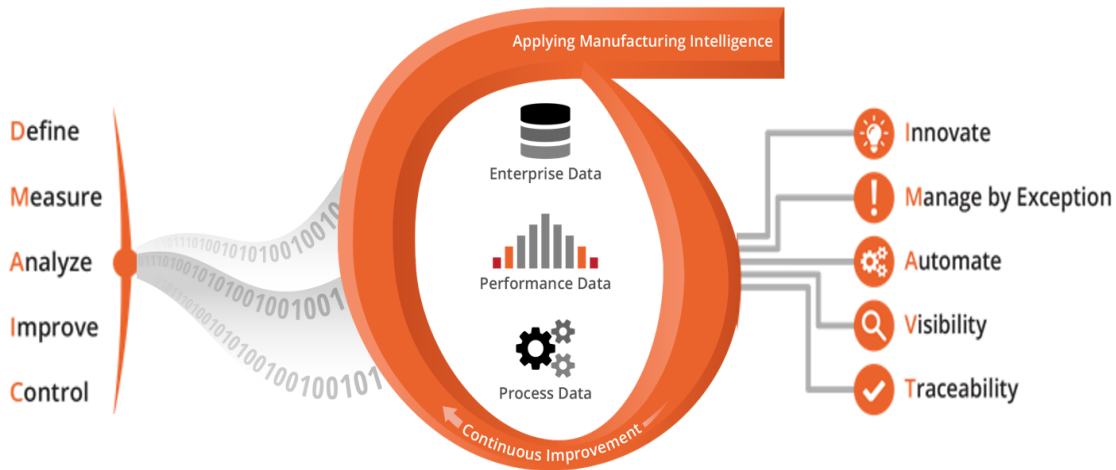 Applying Manufacturing Intelligence
Define
Measure
Analyze
Improve
Control
Enterprise Data
Performance Data
Process Data
Continuous Improvement
Innovate
Manage by Exception
Automate
Visibility
Traceability